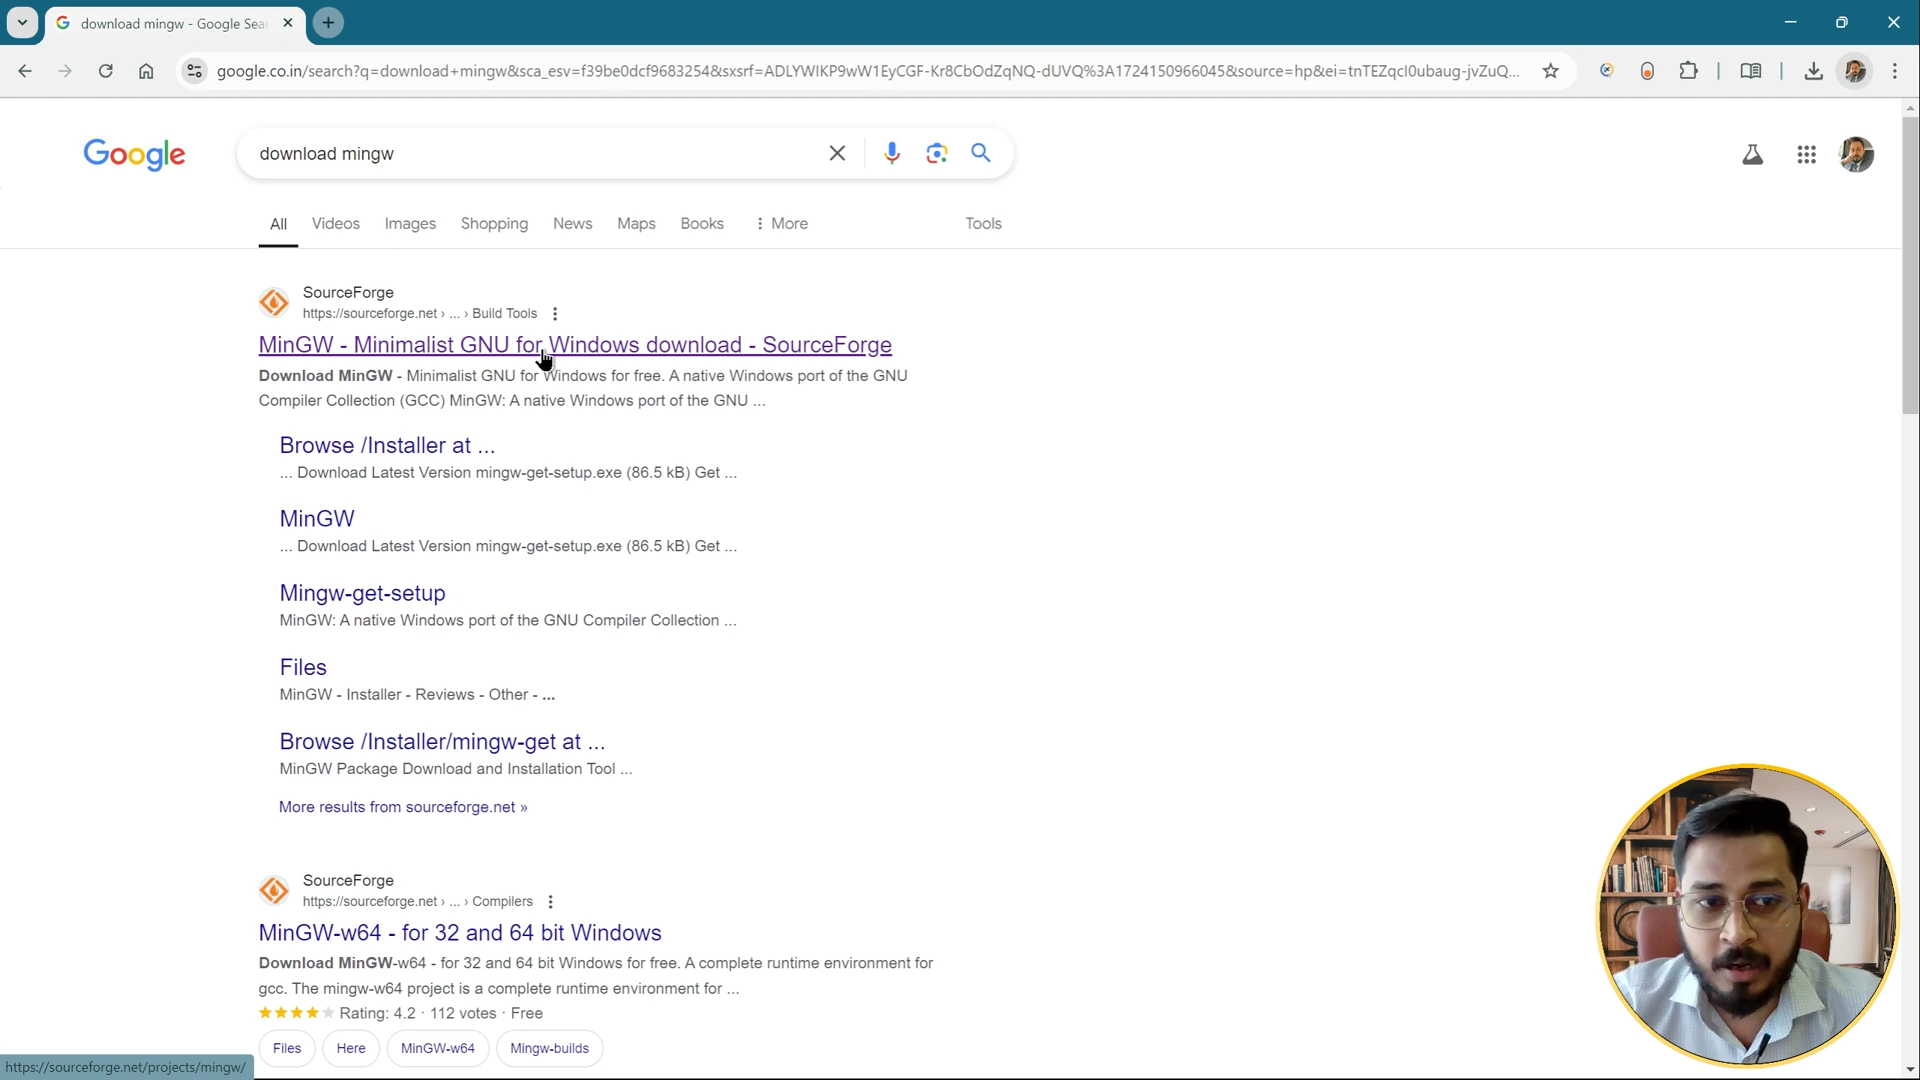 download mingw - Google Sea
google.co.in/search?q=download+mingw&sca_esv=f39be0dcf9683254&sxsrf=ADLYWIKP9wW1EyCGF-Kr8CbOdZqNQ-dUVQ%3A1724150966045&source=hp&ei=tnTEZqcI0ubaug-jvZuQ...
Google
download mingw
All Videos Images Shopping News Maps Books More Tools
SourceForge
https://sourceforge.net › ... › Build Tools
MinGW - Minimalist GNU for Windows download - SourceForge
Download MinGW - Minimalist GNU for Windows for free. A native Windows port of the GNU
Compiler Collection (GCC) MinGW: A native Windows port of the GNU ...
Browse /Installer at ...
... Download Latest Version mingw-get-setup.exe (86.5 kB) Get ...
MinGW
... Download Latest Version mingw-get-setup.exe (86.5 kB) Get ...
Mingw-get-setup
MinGW: A native Windows port of the GNU Compiler Collection ...
Files
MinGW - Installer - Reviews - Other - ...
Browse /Installer/mingw-get at ...
MinGW Package Download and Installation Tool ...
More results from sourceforge.net »
SourceForge
https://sourceforge.net › ... › Compilers
MinGW-w64 - for 32 and 64 bit Windows
Download MinGW-w64 - for 32 and 64 bit Windows for free. A complete runtime environment for
gcc. The mingw-w64 project is a complete runtime environment for ...
Rating: 4.2 · 112 votes · Free
Files Here MinGW-w64 Mingw-builds
https://sourceforge.net/projects/mingw/